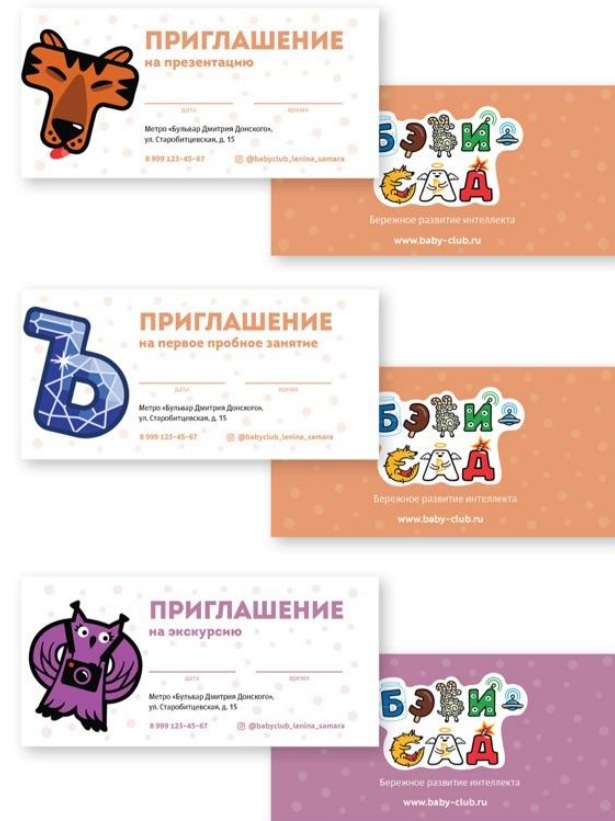 ПРИГЛАШЕНИЕ
на презентацию
дата время
Метро «Бульвар Дмитрия Донского»,
ул. Старобитцевская, д. 15
8 999 123-45-67 @babyclub_lenina_samara
БЭБИ-
САД
Бережное развитие интеллекта
www.baby-club.ru
Ъ
ПРИГЛАШЕНИЕ
на первое пробное занятие
дата время
Метро «Бульвар Дмитрия Донского»,
ул. Старобитцевская, д. 15
8 999 123-45-67 @babyclub_lenina_samara
БЭБИ-
САД
Бережное развитие интеллекта
www.baby-club.ru
ПРИГЛАШЕНИЕ
на экскурсию
дата время
Метро «Бульвар Дмитрия Донского»,
ул. Старобитцевская, д. 15
8 999 123-45-67 @babyclub_lenina_samara
БЭБИ-
САД
Бережное развитие интеллекта
www.baby-club.ru